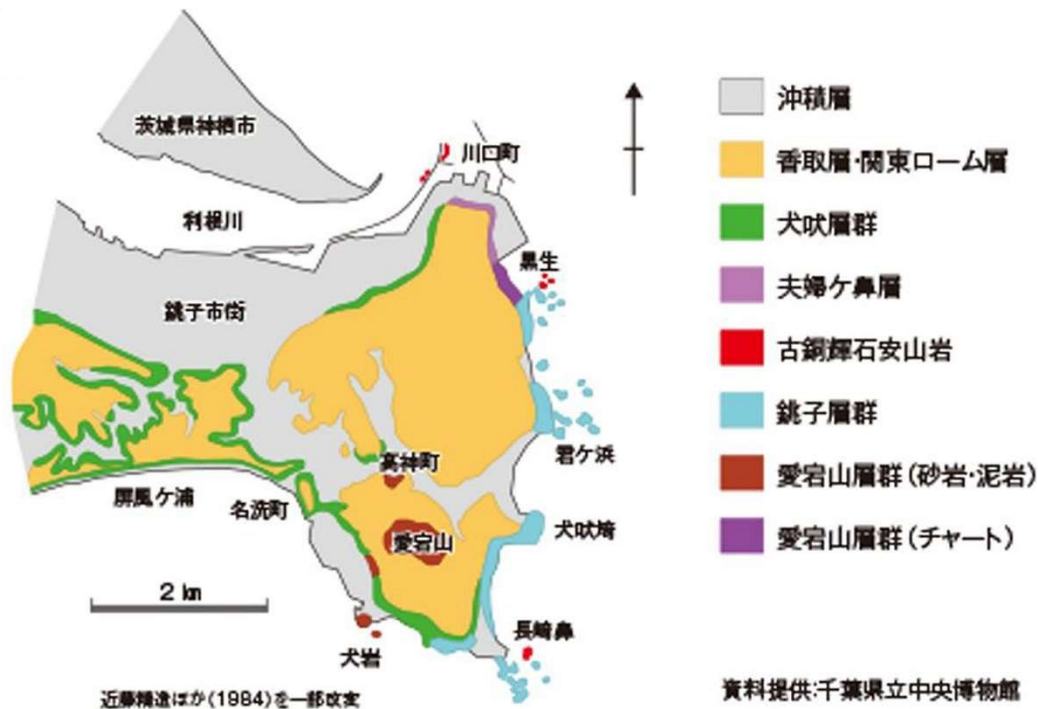 茨城県神栖市
川口町
利根川
黒生
銚子市街
君ケ浜
高神町
屏風ケ浦
名洗町
愛宕山
犬吠埼
2 km
長崎鼻
犬岩
近藤精造ほか(1984)を一部改変
沖積層
香取層・関東ローム層
犬吠層群
夫婦ケ鼻層
古銅輝石安山岩
銚子層群
愛宕山層群(砂岩・泥岩)
愛宕山層群(チャート)
資料提供:千葉県立中央博物館